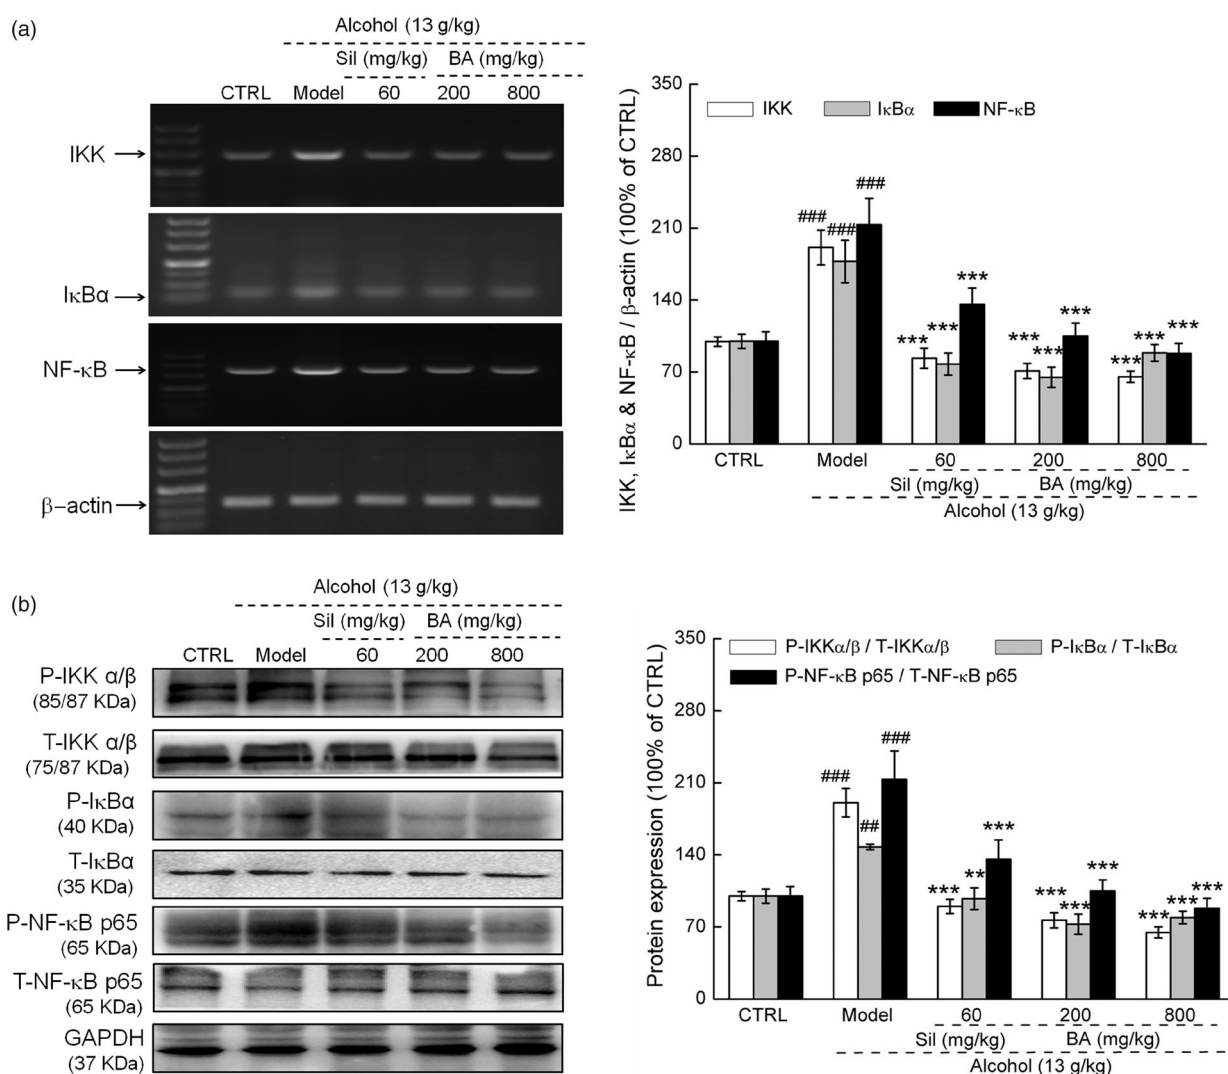 (a)
Alcohol (13 g/kg)
Sil (mg/kg) BA (mg/kg)
CTRL Model 60 200 800
IKK
IκBα
NF-κB
β–actin
IKK, IκBα & NF-κB / β-actin (100% of CTRL)
350
280
210
140
70
0
IKK IκBα NF-κB
### ### ###
*** *** ***
*** *** ***
*** *** ***
CTRL Model 60 200 800
Sil (mg/kg) BA (mg/kg)
Alcohol (13 g/kg)
(b)
Alcohol (13 g/kg)
Sil (mg/kg) BA (mg/kg)
CTRL Model 60 200 800
P-IKK α/β
(85/87 KDa)
T-IKK α/β
(75/87 KDa)
P-IκBα
(40 KDa)
T-IκBα
(35 KDa)
P-NF-κB p65
(65 KDa)
T-NF-κB p65
(65 KDa)
GAPDH
(37 KDa)
Protein expression (100% of CTRL)
350
280
210
140
70
0
P-IKKα/β / T-IKKα/β P-IκBα / T-IκBα
P-NF-κB p65 / T-NF-κB p65
### ## ###
*** ** ***
*** *** ***
*** *** ***
CTRL Model 60 200 800
Sil (mg/kg) BA (mg/kg)
Alcohol (13 g/kg)